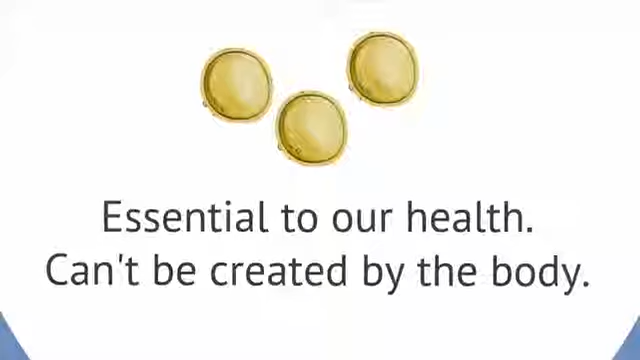 Essential to our health.
Can't be created by the body.